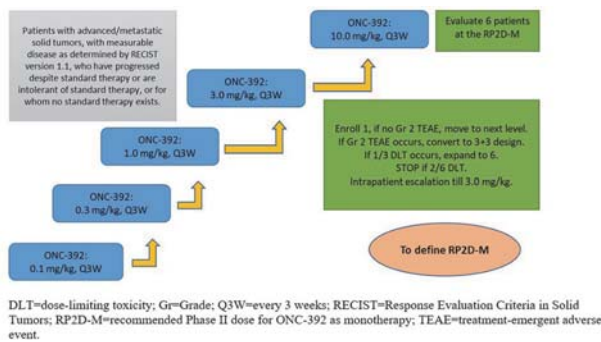 Patients with advanced/metastatic
solid tumors, with measurable
disease as determined by RECIST
version 1.1, who have progressed
despite standard therapy or are
intolerant of standard therapy, or for
whom no standard therapy exists.
ONC-392:
10.0 mg/kg, Q3W
Evaluate 6 patients
at the RP2D-M
ONC-392:
3.0 mg/kg, Q3W
ONC-392:
1.0 mg/kg, Q3W
ONC-392:
0.3 mg/kg, Q3W
ONC-392:
0.1 mg/kg, Q3W
Enroll 1, if no Gr 2 TEAE, move to next level.
If Gr 2 TEAE occurs, convert to 3+3 design.
If 1/3 DLT occurs, expand to 6.
STOP if 2/6 DLT.
Intrapatient escalation till 3.0 mg/kg.
To define RP2D-M
DLT=dose-limiting toxicity; Gr=Grade; Q3W=every 3 weeks; RECIST=Response Evaluation Criteria in Solid
Tumors; RP2D-M=recommended Phase II dose for ONC-392 as monotherapy; TEAE=treatment-emergent adverse
event.